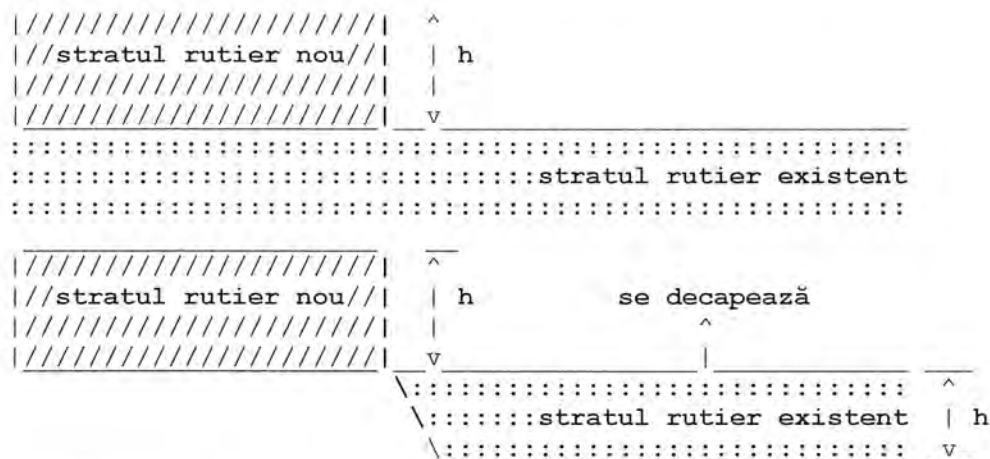 |///////////////////| ^
|//stratul rutier nou//| | h
|///////////////////| |
|///////////////////| v
:::::::::::::::::::::::::::::::::::::::::::::
:::::::::::::::::::::::::::stratul rutier existent
:::::::::::::::::::::::::::::::::::::::::::::
|///////////////////| ^
|//stratul rutier nou//| | h se decapează
|///////////////////| | ^
|///////////////////| v |
\:::::::::::::::::::::::: ^
\::::::stratul rutier existent | h
\:::::::::::::::::::::::: v